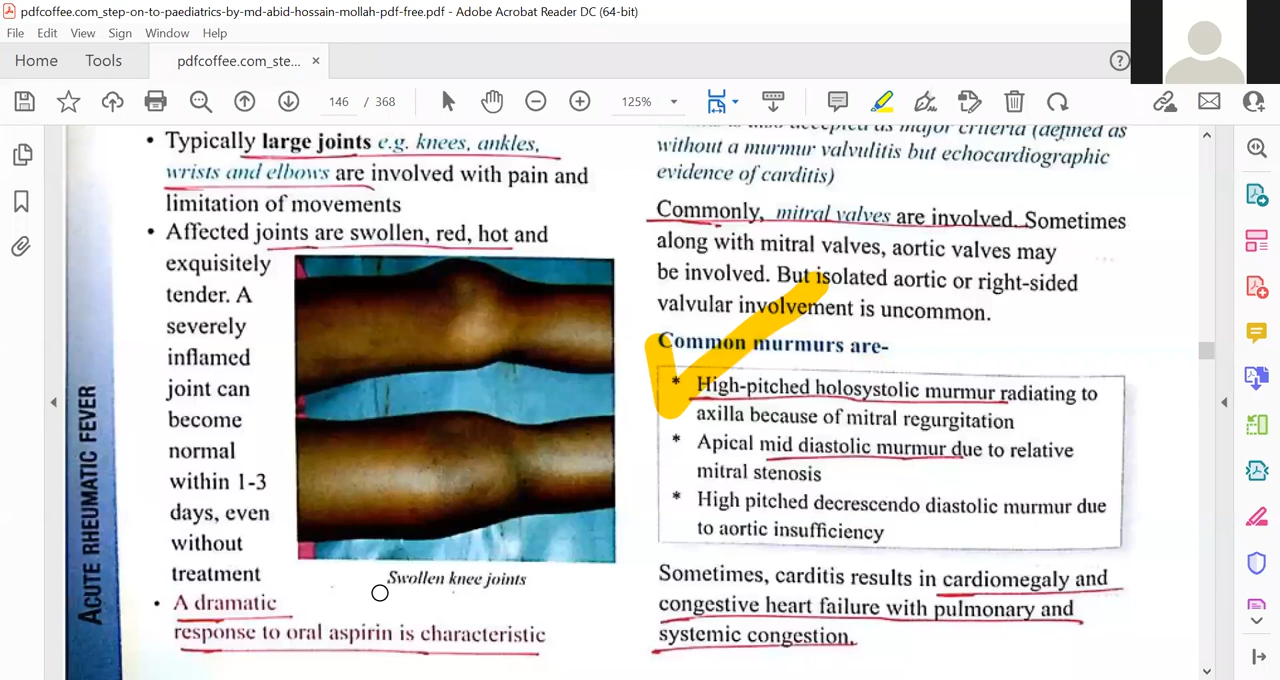 pdfcoffee.com_step-on-to-paediatrics-by-md-abid-hossain-mollah-pdf-free.pdf - Adobe Acrobat Reader DC (64-bit)
File Edit View Sign Window Help
Home Tools pdfcoffee.com_ste... ×
146 / 368 125%
ACUTE RHEUMATIC FEVER
• Typically large joints e.g. knees, ankles,
wrists and elbows are involved with pain and
limitation of movements
• Affected joints are swollen, red, hot and
exquisitely
tender. A
severely
inflamed
joint can
become
normal
within 1-3
days, even
without
treatment
Swollen knee joints
• A dramatic
response to oral aspirin is characteristic
accepted as major criteria (defined as
without a murmur valvulitis but echocardiographic
evidence of carditis)
Commonly, mitral valves are involved. Sometimes
along with mitral valves, aortic valves may
be involved. But isolated aortic or right-sided
valvular involvement is uncommon.
Common murmurs are-
* High-pitched holosystolic murmur radiating to
axilla because of mitral regurgitation
* Apical mid diastolic murmur due to relative
mitral stenosis
* High pitched decrescendo diastolic murmur due
to aortic insufficiency
Sometimes, carditis results in cardiomegaly and
congestive heart failure with pulmonary and
systemic congestion.